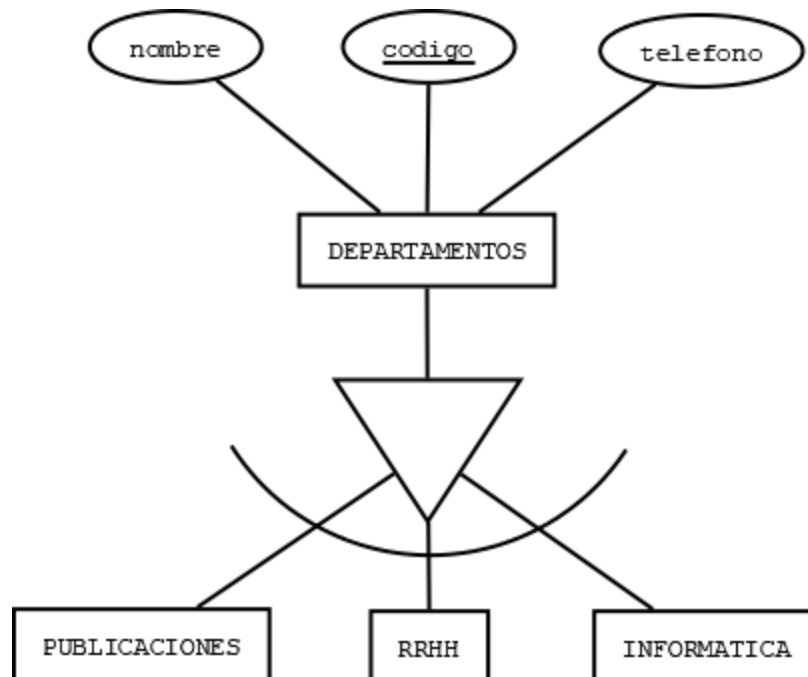 nombre codigo telefono
DEPARTAMENTOS
PUBLICACIONES RRHH INFORMATICA